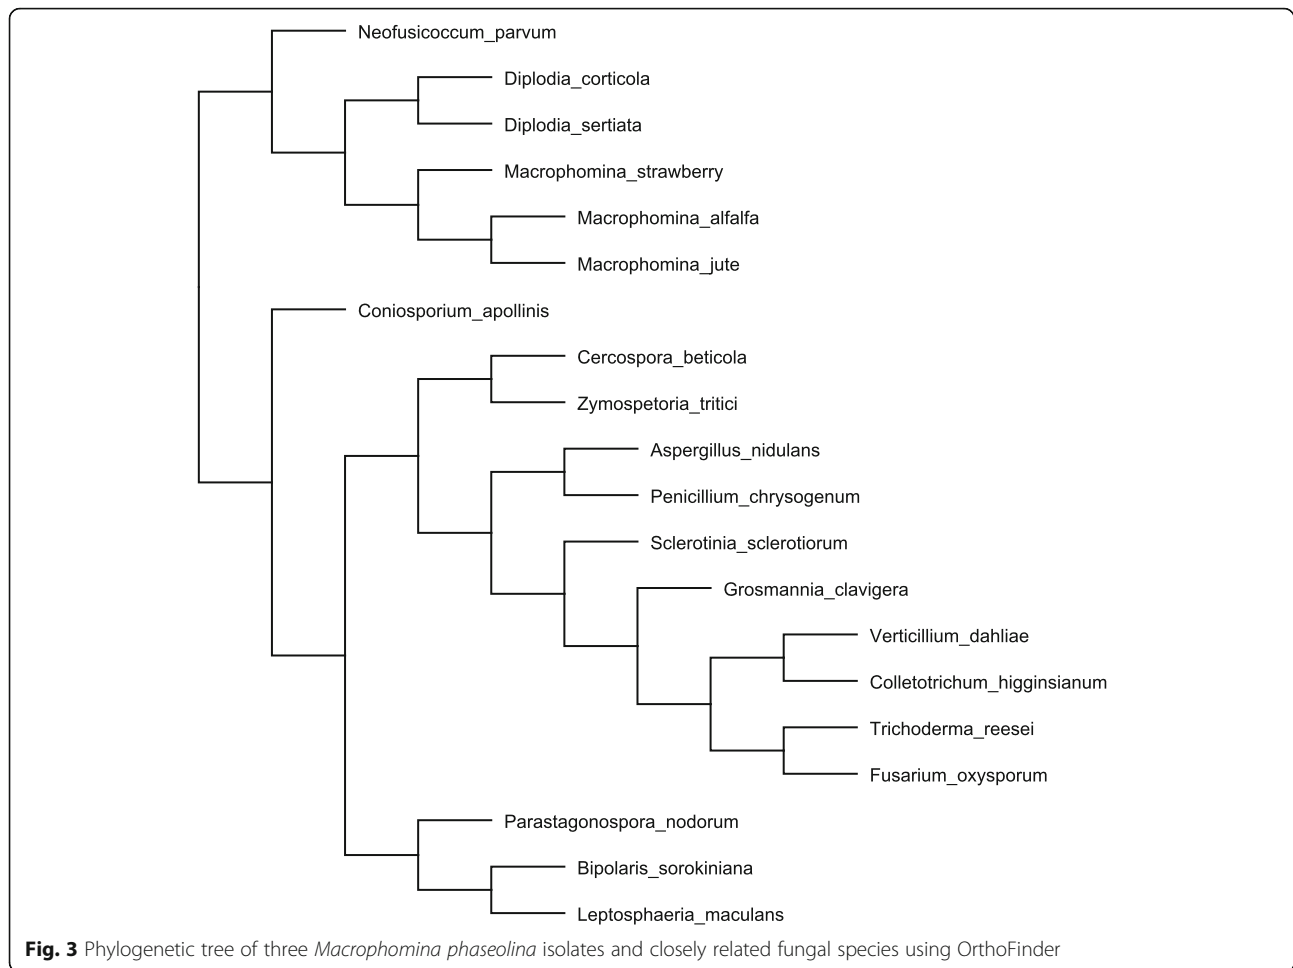 Neofusicoccum_parvum
Diplodia_corticola
Diplodia_sertiata
Macrophomina_strawberry
Macrophomina_alfalfa
Macrophomina_jute
Coniosporium_apollinis
Cercospora_beticola
Zymospetoria_tritici
Aspergillus_nidulans
Penicillium_chrysogenum
Sclerotinia_sclerotiorum
Grosmannia_clavigera
Verticillium_dahliae
Colletotrichum_higginsianum
Trichoderma_reesei
Fusarium_oxysporum
Parastagonospora_nodorum
Bipolaris_sorokiniana
Leptosphaeria_maculans
Fig. 3 Phylogenetic tree of three Macrophomina phaseolina isolates and closely related fungal species using OrthoFinder